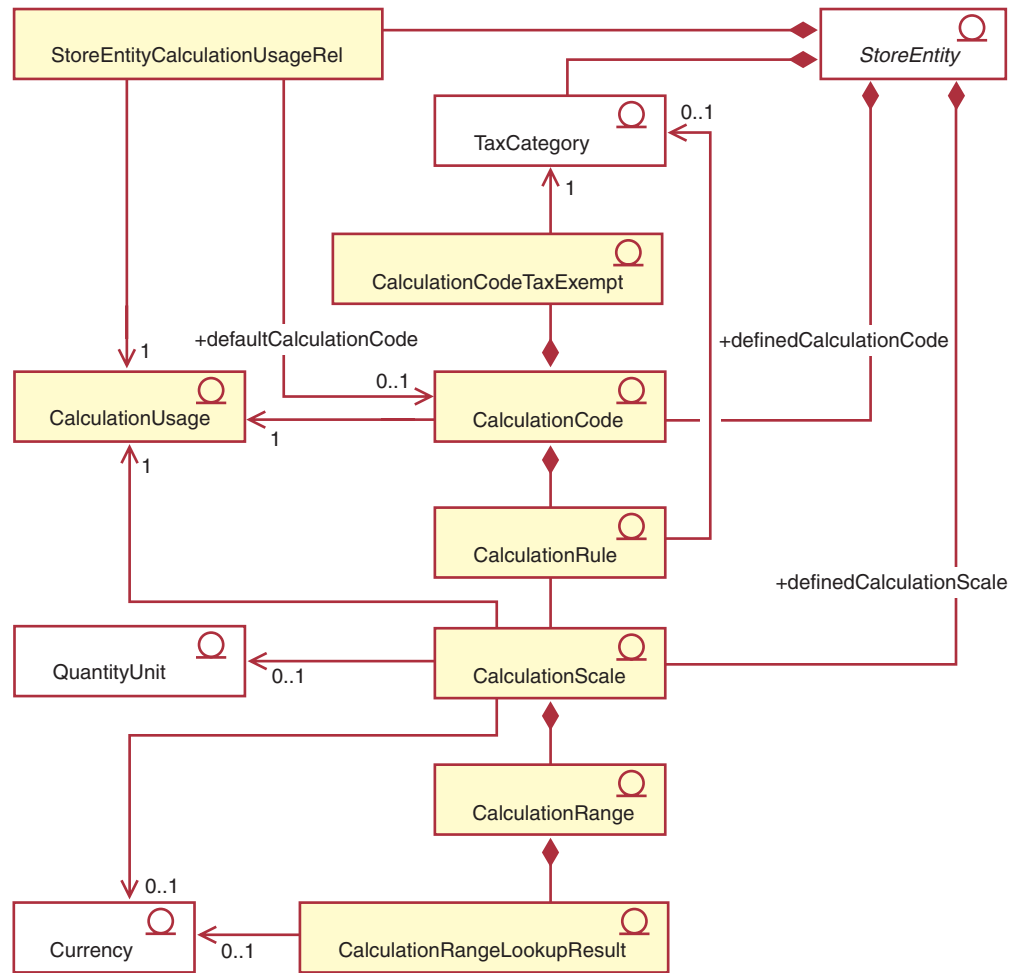 StoreEntityCalculationUsageRel
StoreEntity
0..1
TaxCategory
1
CalculationCodeTaxExempt
+defaultCalculationCode
+definedCalculationCode
1
0..1
CalculationUsage
CalculationCode
1
1
CalculationRule
+definedCalculationScale
QuantityUnit
0..1
CalculationScale
CalculationRange
0..1
Currency
0..1
CalculationRangeLookupResult